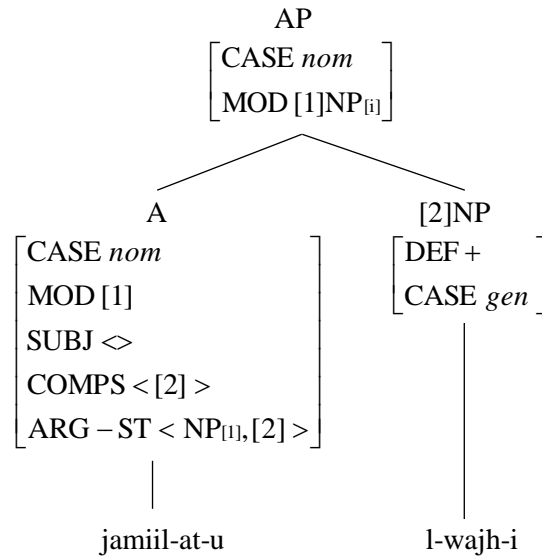 AP
CASE nom
MOD [1]NP[i]
A
[2]NP
CASE nom
MOD [1]
SUBJ <>
COMPS < [2] >
ARG – ST < NP[1], [2] >
DEF +
CASE gen
jamiil-at-u
l-wajh-i